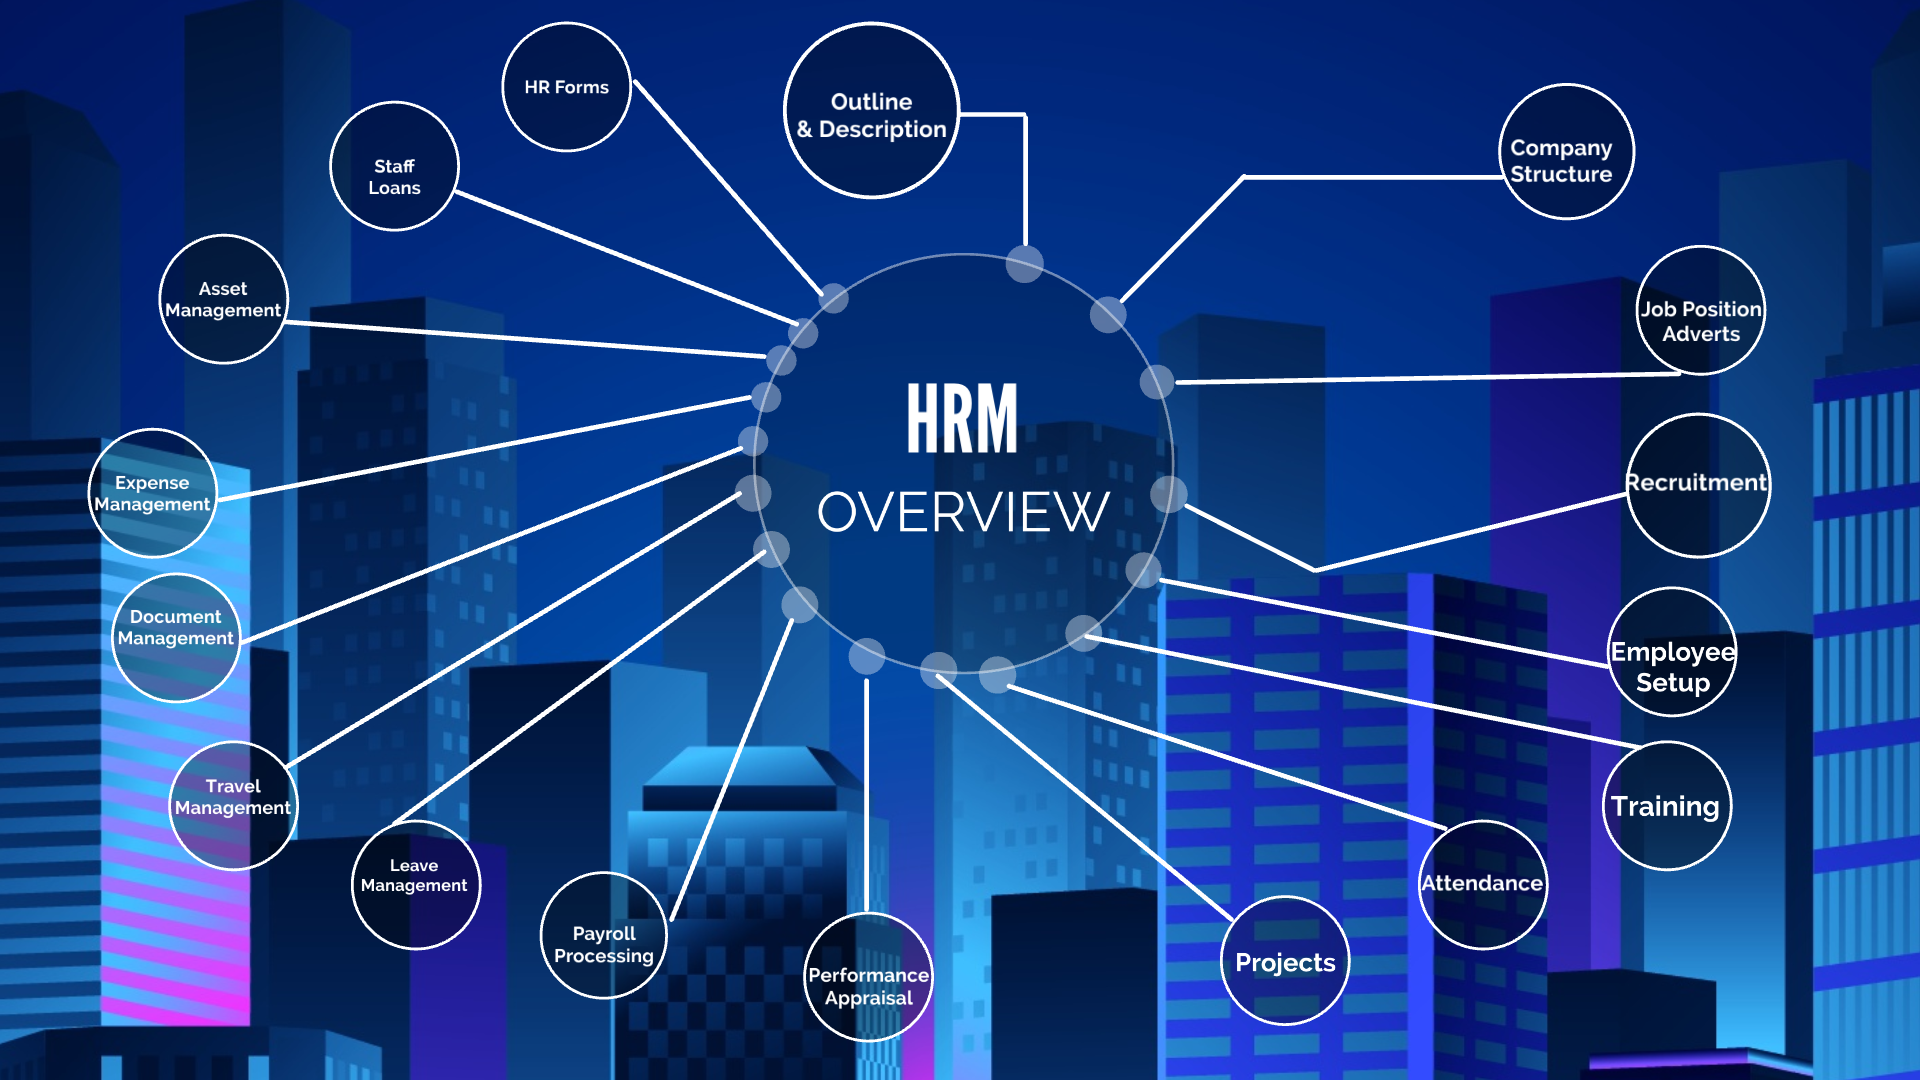 HRM
OVERVIEW
Outline
& Description
Company
Structure
Job Position
Adverts
Recruitment
Employee
Setup
Training
Attendance
Projects
Performance
Appraisal
Payroll
Processing
Leave
Management
Travel
Management
Document
Management
Expense
Management
Asset
Management
Staff
Loans
HR Forms